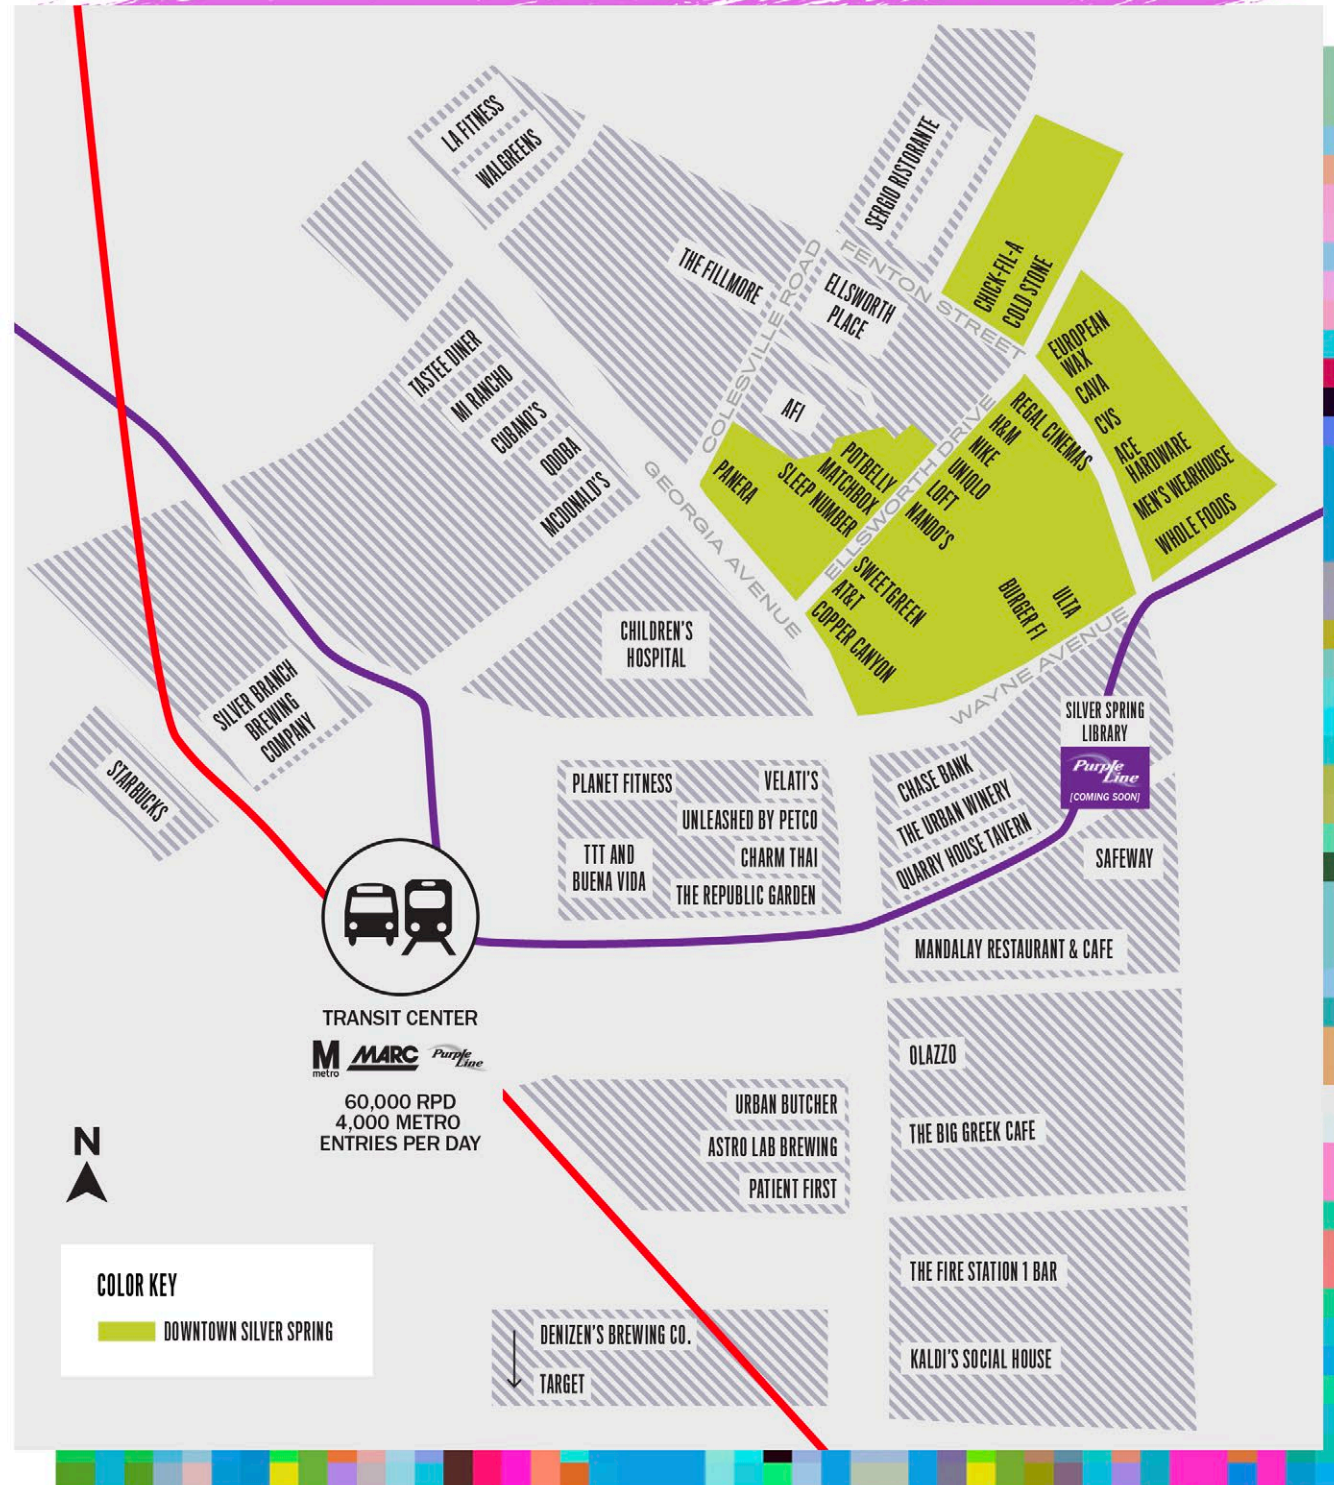 LA FITNESS
WALGREENS
SERGIO RISTORANTE
THE FILLMORE
COLESVILLE ROAD
FENTON STREET
ELLSWORTH
PLACE
CHICK-FIL-A
COLD STONE
TASTEE DINER
MI RANCHO
CUBANO'S
QDOBA
MCDONALD'S
AFI
EUROPEAN
WAX
CAVA
CVS
ACE
HARDWARE
MEN'S WEARHOUSE
WHOLE FOODS
PANERA
SLEEP NUMBER
MATCHBOX
POTBELLY
ELLSWORTH DRIVE
REGAL CINEMAS
H&M
NIKE
UNIQLO
LOFT
NANDO'S
SWEETGREEN
AT&T
COPPER CANYON
BURGER FI
ULTA
GEORGIA AVENUE
WAYNE AVENUE
CHILDREN'S
HOSPITAL
SILVER BRANCH
BREWING
COMPANY
STARBUCKS
SILVER SPRING
LIBRARY
Purple
Line
[COMING SOON]
PLANET FITNESS
VELATI'S
UNLEASHED BY PETCO
TTT AND
BUENA VIDA
CHARM THAI
THE REPUBLIC GARDEN
CHASE BANK
THE URBAN WINERY
QUARRY HOUSE TAVERN
SAFEWAY
MANDALAY RESTAURANT & CAFE
TRANSIT CENTER
M
metro
MARC
Purple
Line
60,000 RPD
4,000 METRO
ENTRIES PER DAY
OLAZZO
THE BIG GREEK CAFE
URBAN BUTCHER
ASTRO LAB BREWING
PATIENT FIRST
N
THE FIRE STATION 1 BAR
KALDI'S SOCIAL HOUSE
DENIZEN'S BREWING CO.
TARGET
COLOR KEY
DOWNTOWN SILVER SPRING